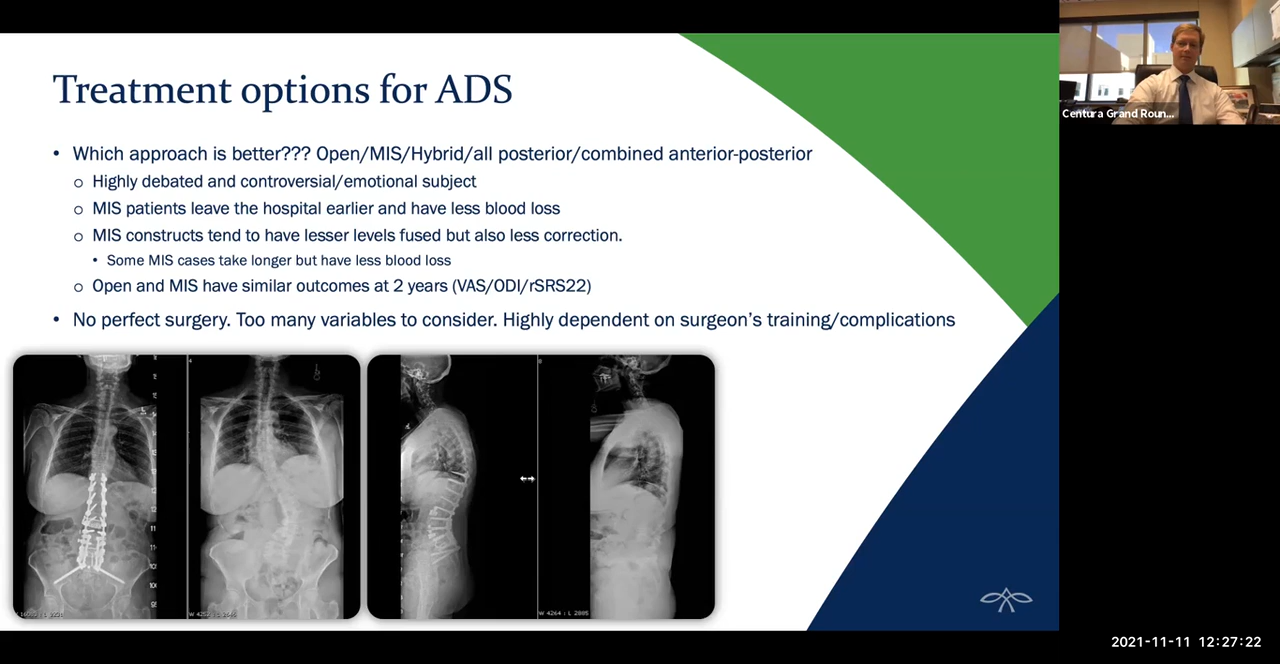 Treatment options for ADS
• Which approach is better??? Open/MIS/Hybrid/all posterior/combined anterior-posterior
o Highly debated and controversial/emotional subject
o MIS patients leave the hospital earlier and have less blood loss
o MIS constructs tend to have lesser levels fused but also less correction.
• Some MIS cases take longer but have less blood loss
o Open and MIS have similar outcomes at 2 years (VAS/ODI/rSRS22)
• No perfect surgery. Too many variables to consider. Highly dependent on surgeon's training/complications
W 4264 : L 2005
Centura Grand Roun...
2021-11-11 12:27:22